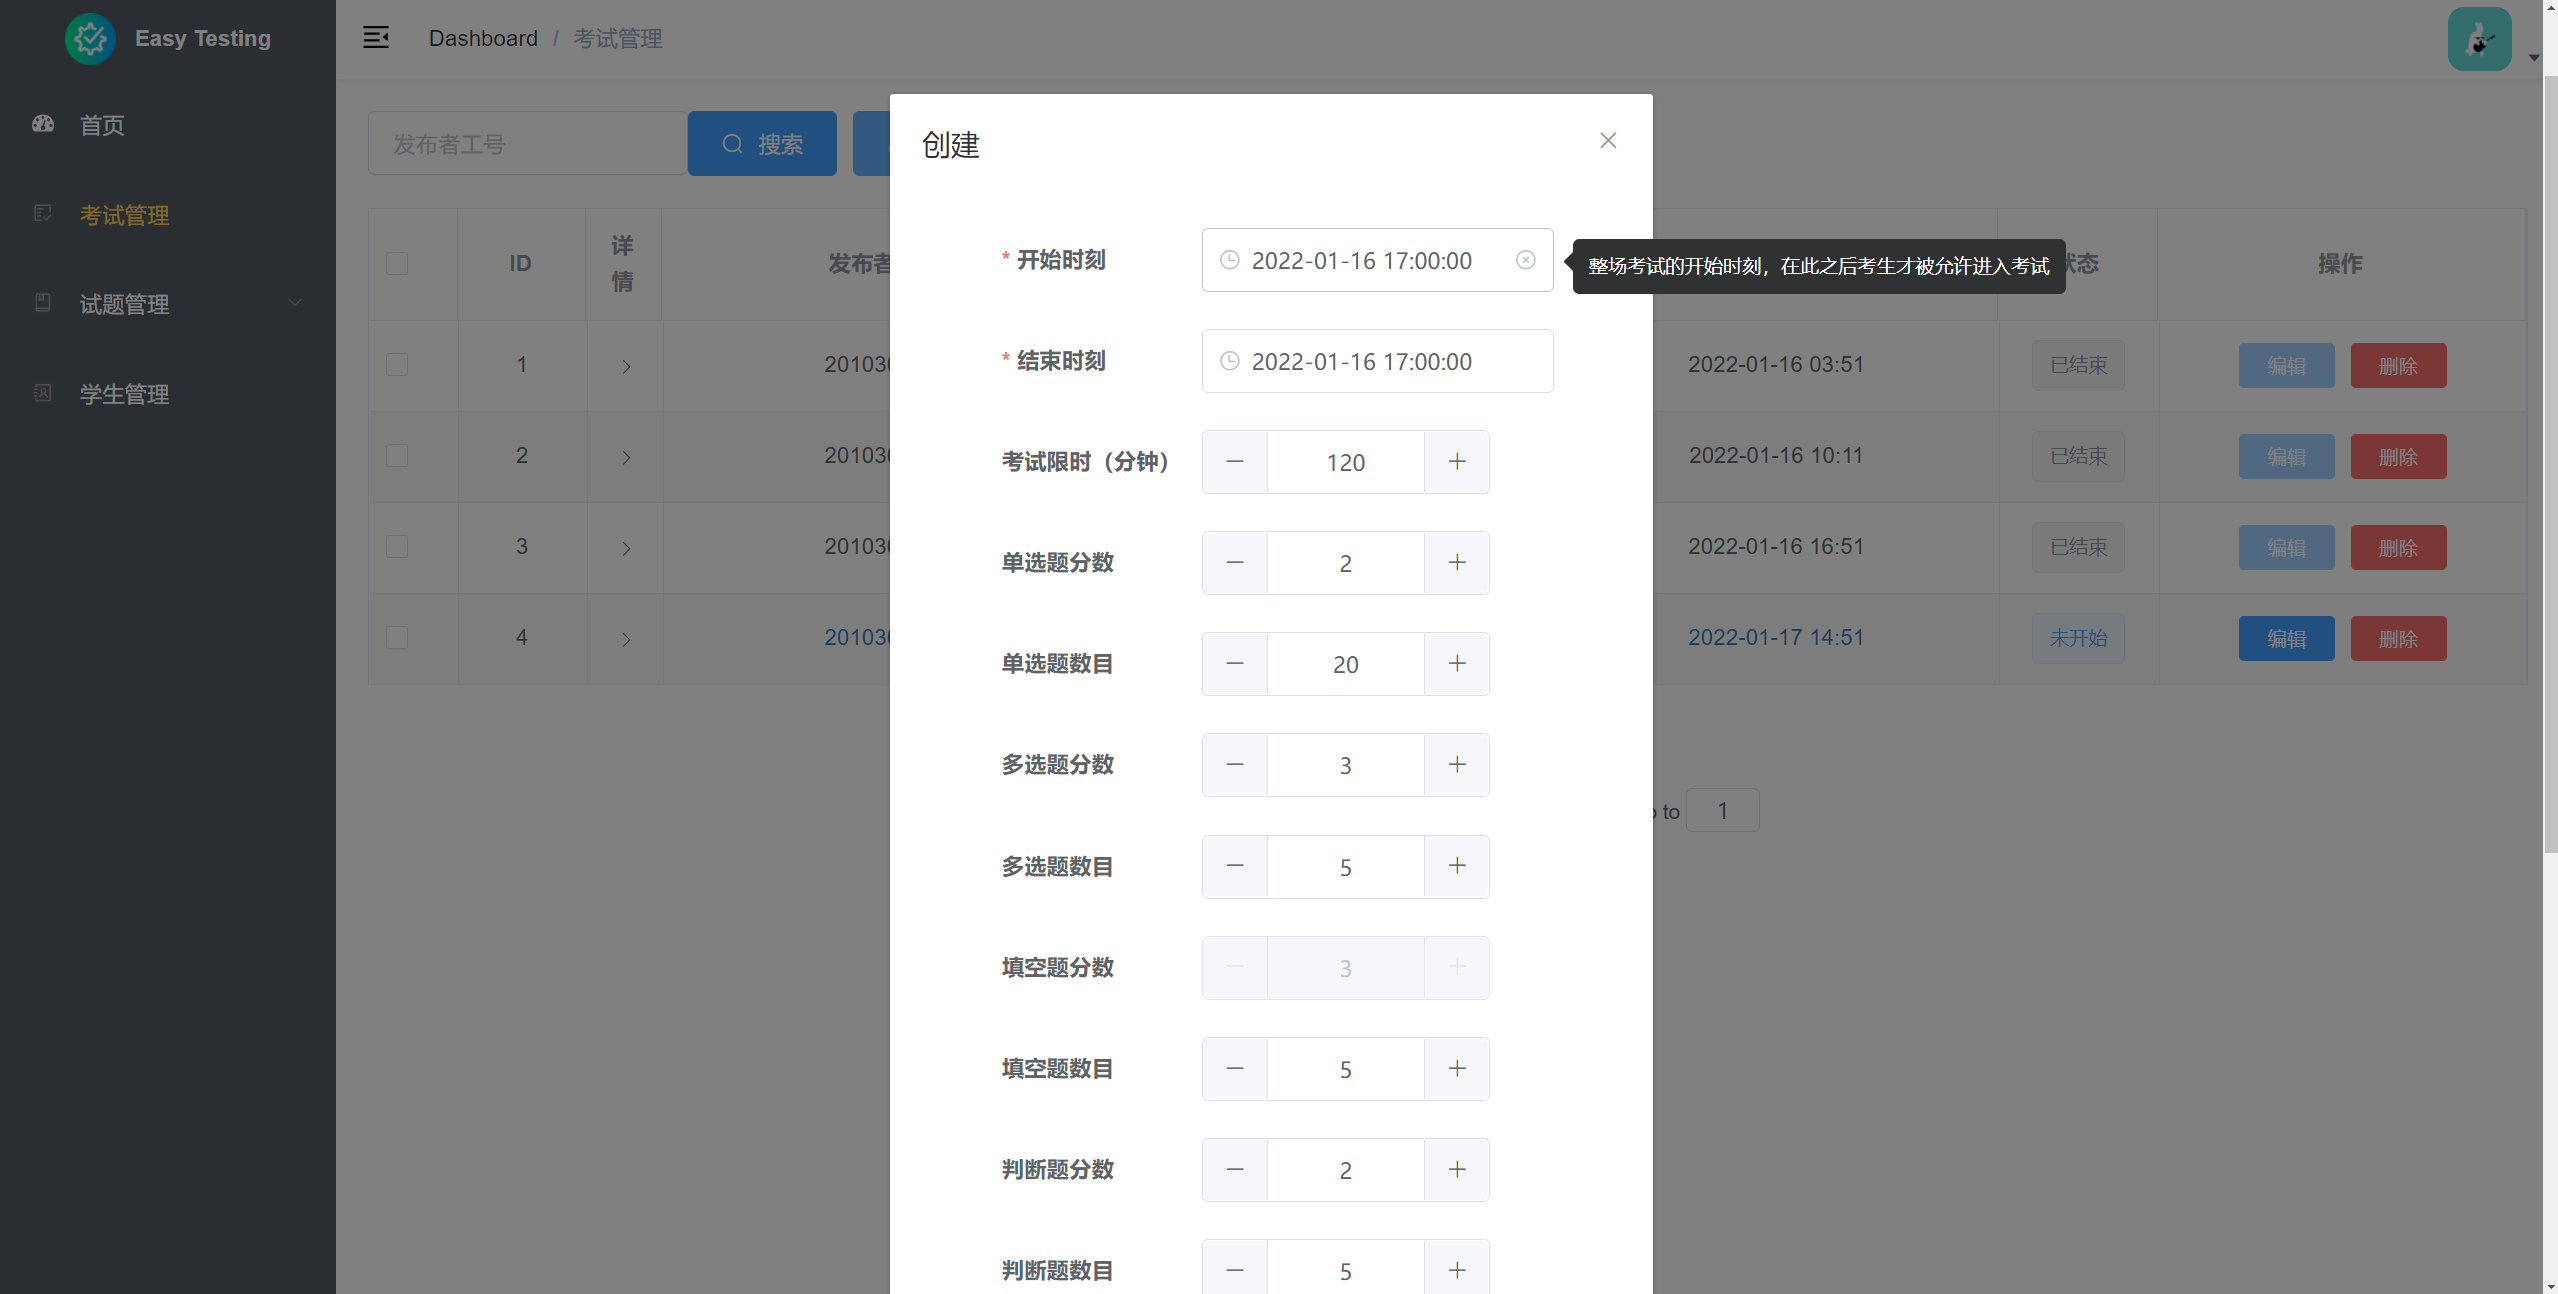 Easy Testing
Dashboard / 考试管理
首页
考试管理
试题管理
学生管理
发布者工号
搜索
ID
详情
发布者
状态
操作
1
20103
2022-01-16 03:51
已结束
编辑
删除
2
20103
2022-01-16 10:11
已结束
编辑
删除
3
20103
2022-01-16 16:51
已结束
编辑
删除
4
20103
2022-01-17 14:51
未开始
编辑
删除
to 1
创建
* 开始时刻 2022-01-16 17:00:00
整场考试的开始时刻，在此之后考生才被允许进入考试
* 结束时刻 2022-01-16 17:00:00
考试限时（分钟） 120
单选题分数 2
单选题数目 20
多选题分数 3
多选题数目 5
填空题分数 3
填空题数目 5
判断题分数 2
判断题数目 5